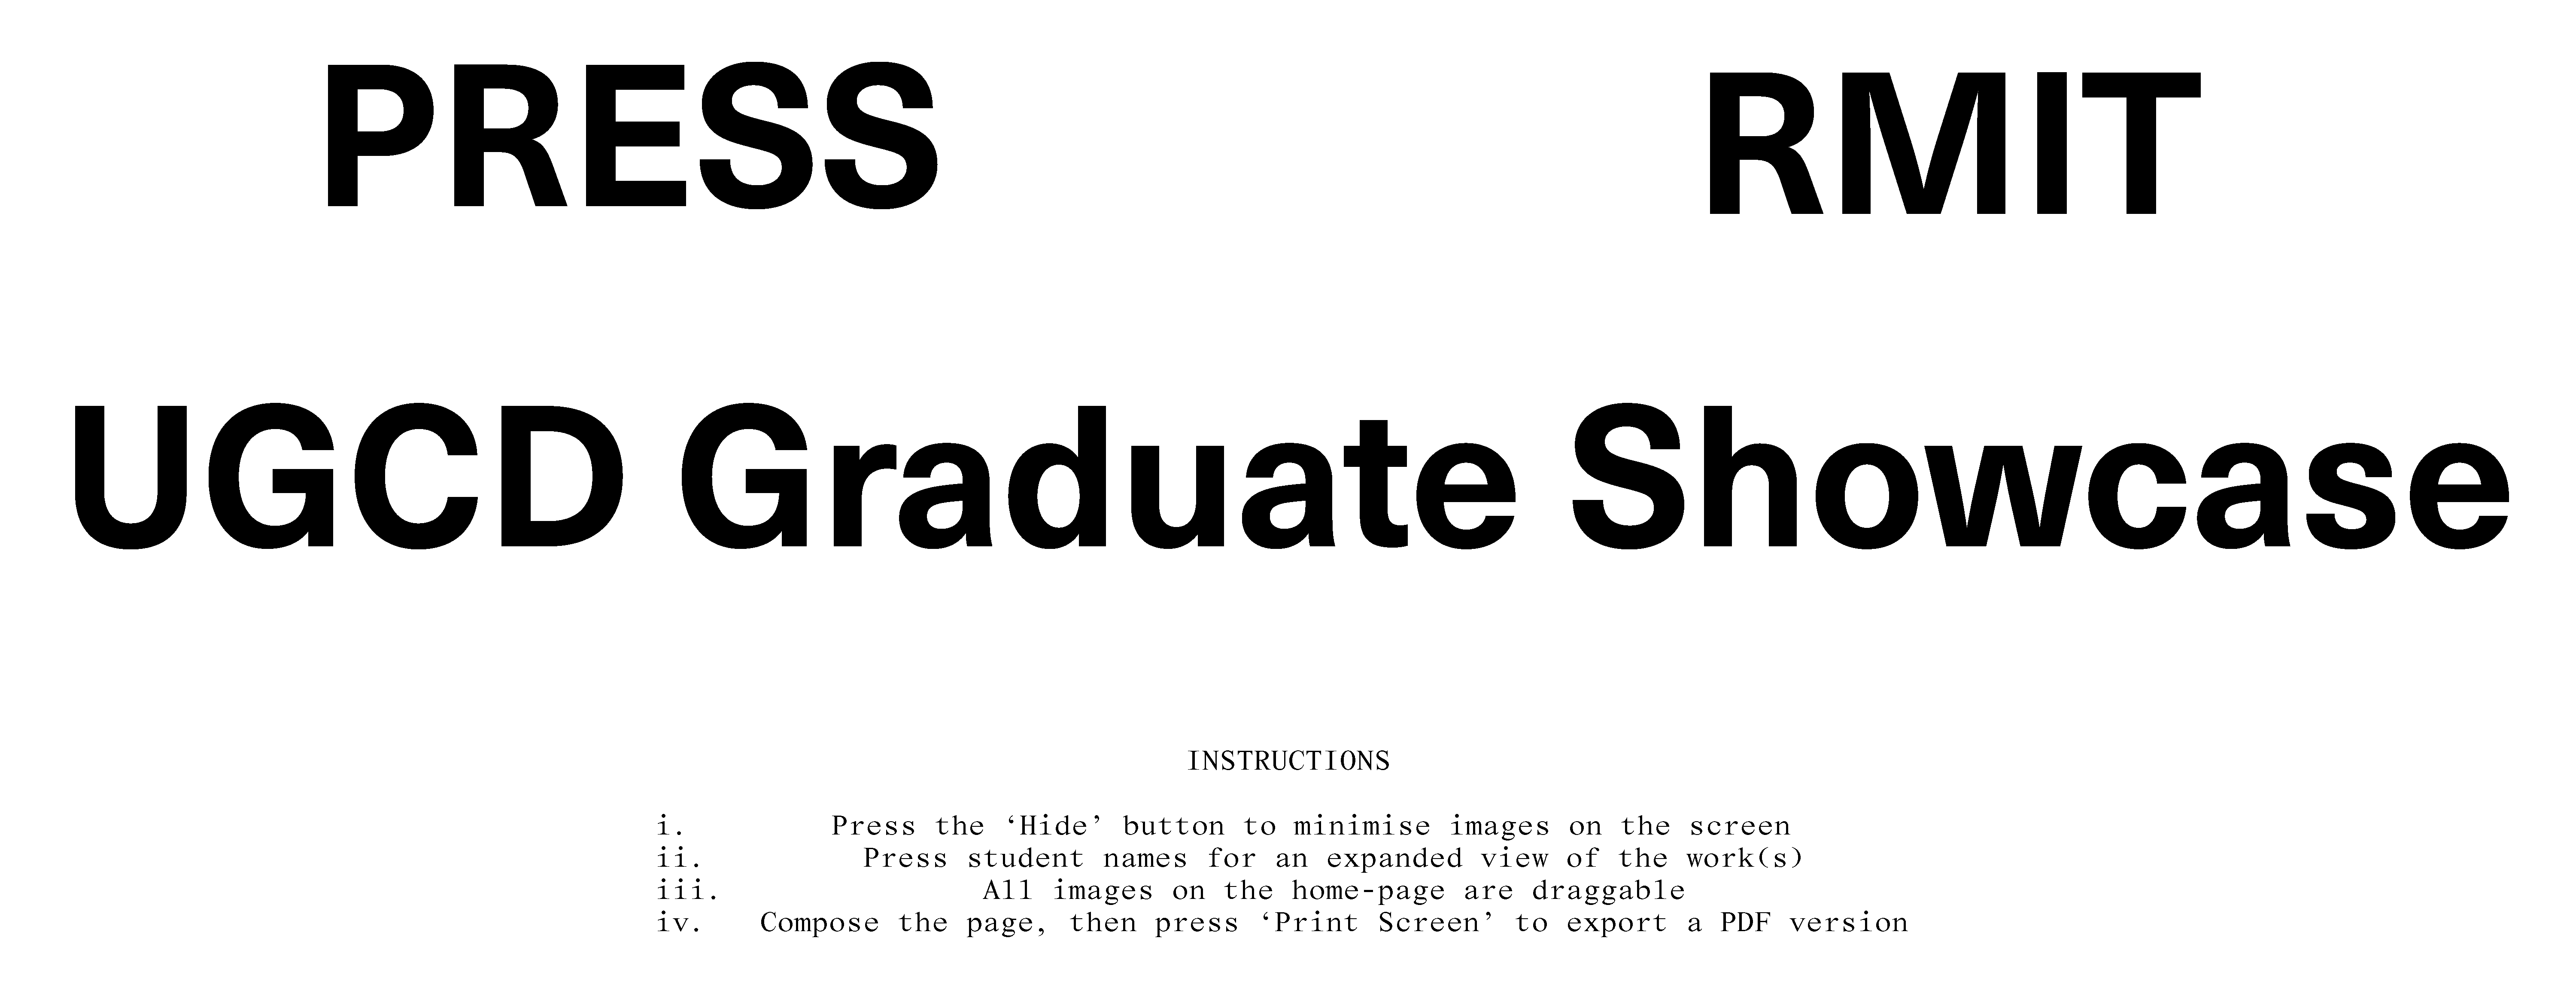 PRESS RMIT
UGCD Graduate Showcase
INSTRUCTIONS
i. Press the ‘Hide’ button to minimise images on the screen
ii. Press student names for an expanded view of the work(s)
iii. All images on the home-page are draggable
iv. Compose the page, then press ‘Print Screen’ to export a PDF version